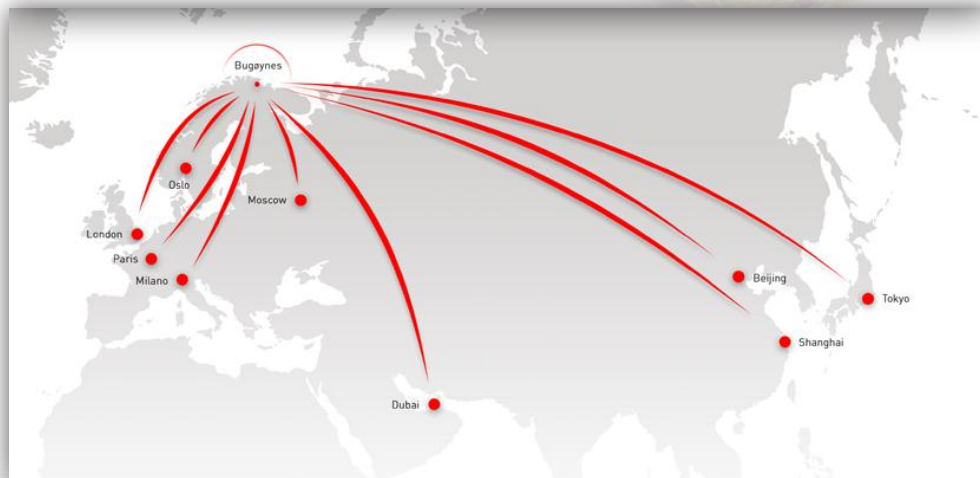 Bugøynes
Oslo
Moscow
London
Paris
Milano
Beijing
Tokyo
Shanghai
Dubai